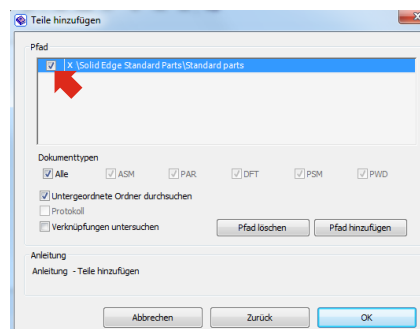 Teile hinzufügen
Pfad
X \Solid Edge Standard Parts\Standard parts
Dokumenttypen
Alle ASM PAR DFT PSM PWD
Untergeordnete Ordner durchsuchen
Protokoll
Verknüpfungen untersuchen Pfad löschen Pfad hinzufügen
Anleitung
Anleitung - Teile hinzufügen
Abbrechen Zurück OK